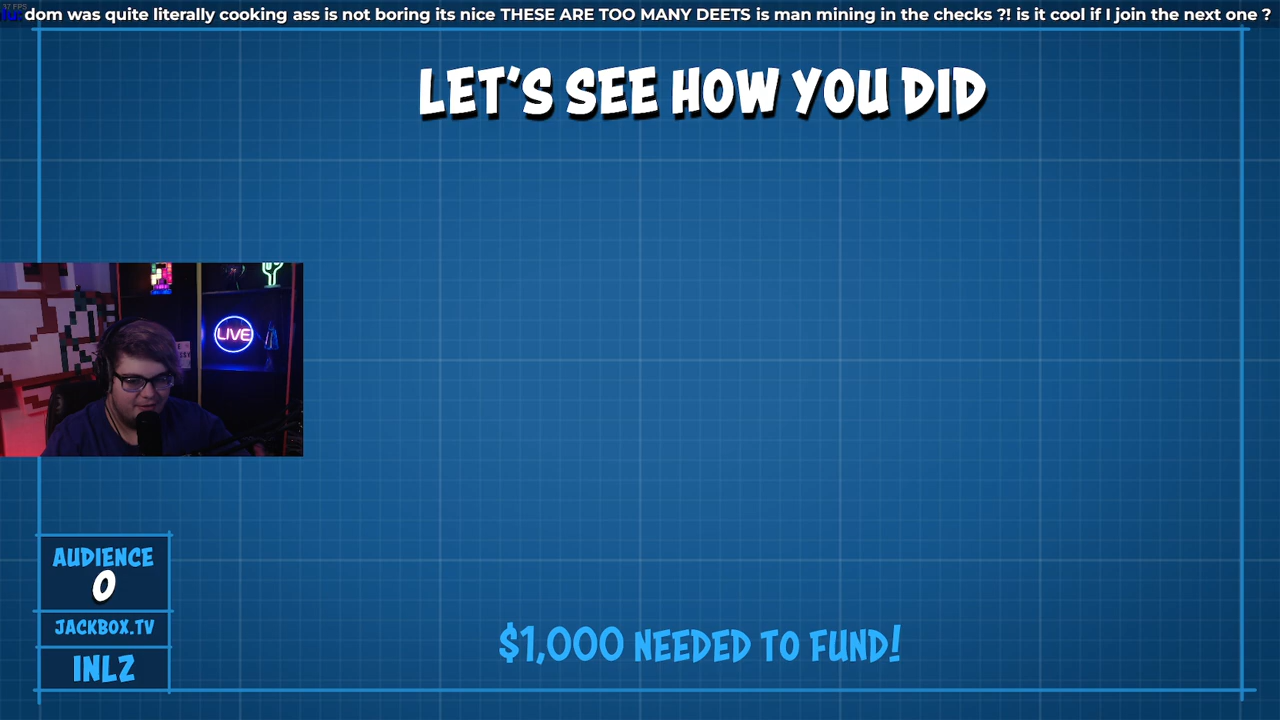 37 FPS
dom was quite literally cooking ass is not boring its nice THESE ARE TOO MANY DEETS is man mining in the checks ?! is it cool if I join the next one ?
LET'S SEE HOW YOU DID
LIVE
AUDIENCE
0
JACKBOX.TV
INLZ
$1,000 NEEDED TO FUND!